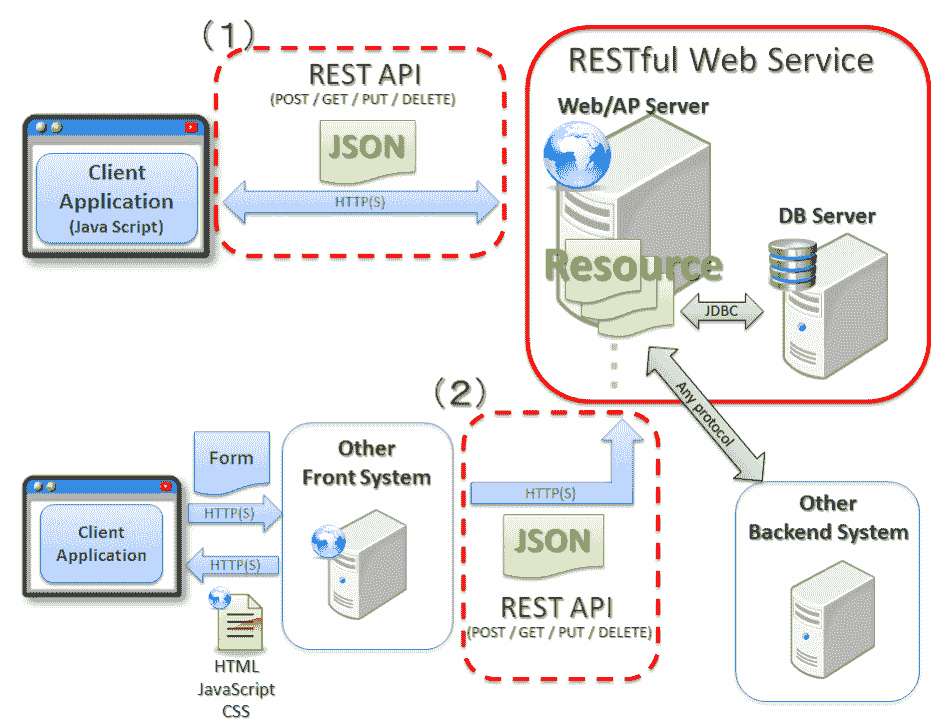 (1)
REST API
(POST / GET / PUT / DELETE)
JSON
HTTP(S)
Client
Application
(Java Script)
RESTful Web Service
Web/AP Server
DB Server
Resource
JDBC
Any protocol
(2)
Form
HTTP(S)
HTTP(S)
Client
Application
HTML
JavaScript
CSS
Other
Front System
HTTP(S)
JSON
REST API
(POST / GET / PUT / DELETE)
Other
Backend System